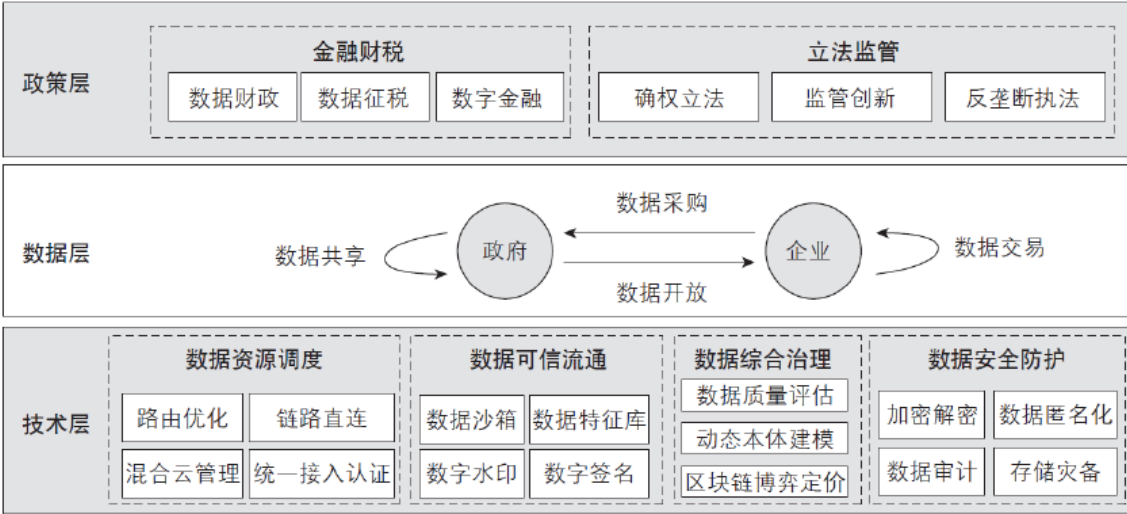 政策层
金融财税
数据财政
数据征税
数字金融
立法监管
确权立法
监管创新
反垄断执法
数据层
数据共享
政府
数据采购
数据开放
企业
数据交易
技术层
数据资源调度
路由优化
链路直连
混合云管理
统一接入认证
数据可信流通
数据沙箱
数据特征库
数字水印
数字签名
数据综合治理
数据质量评估
动态本体建模
区块链博弈定价
数据安全防护
加密解密
数据匿名化
数据审计
存储灾备